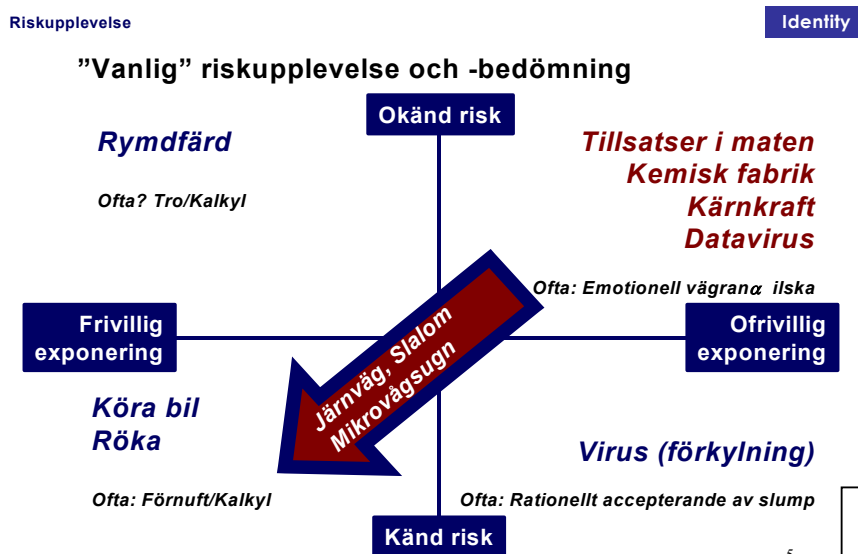 Riskupplevelse
Identity
”Vanlig” riskupplevelse och -bedömning
Okänd risk
Rymdfärd
Ofta? Tro/Kalkyl
Tillsatser i maten
Kemisk fabrik
Kärnkraft
Datavirus
Ofta: Emotionell vägranα ilska
Frivillig
exponering
Ofrivillig
exponering
Järnväg, Slalom
Mikrovågsugn
Köra bil
Röka
Ofta: Förnuft/Kalkyl
Virus (förkylning)
Ofta: Rationellt accepterande av slump
Känd risk
5